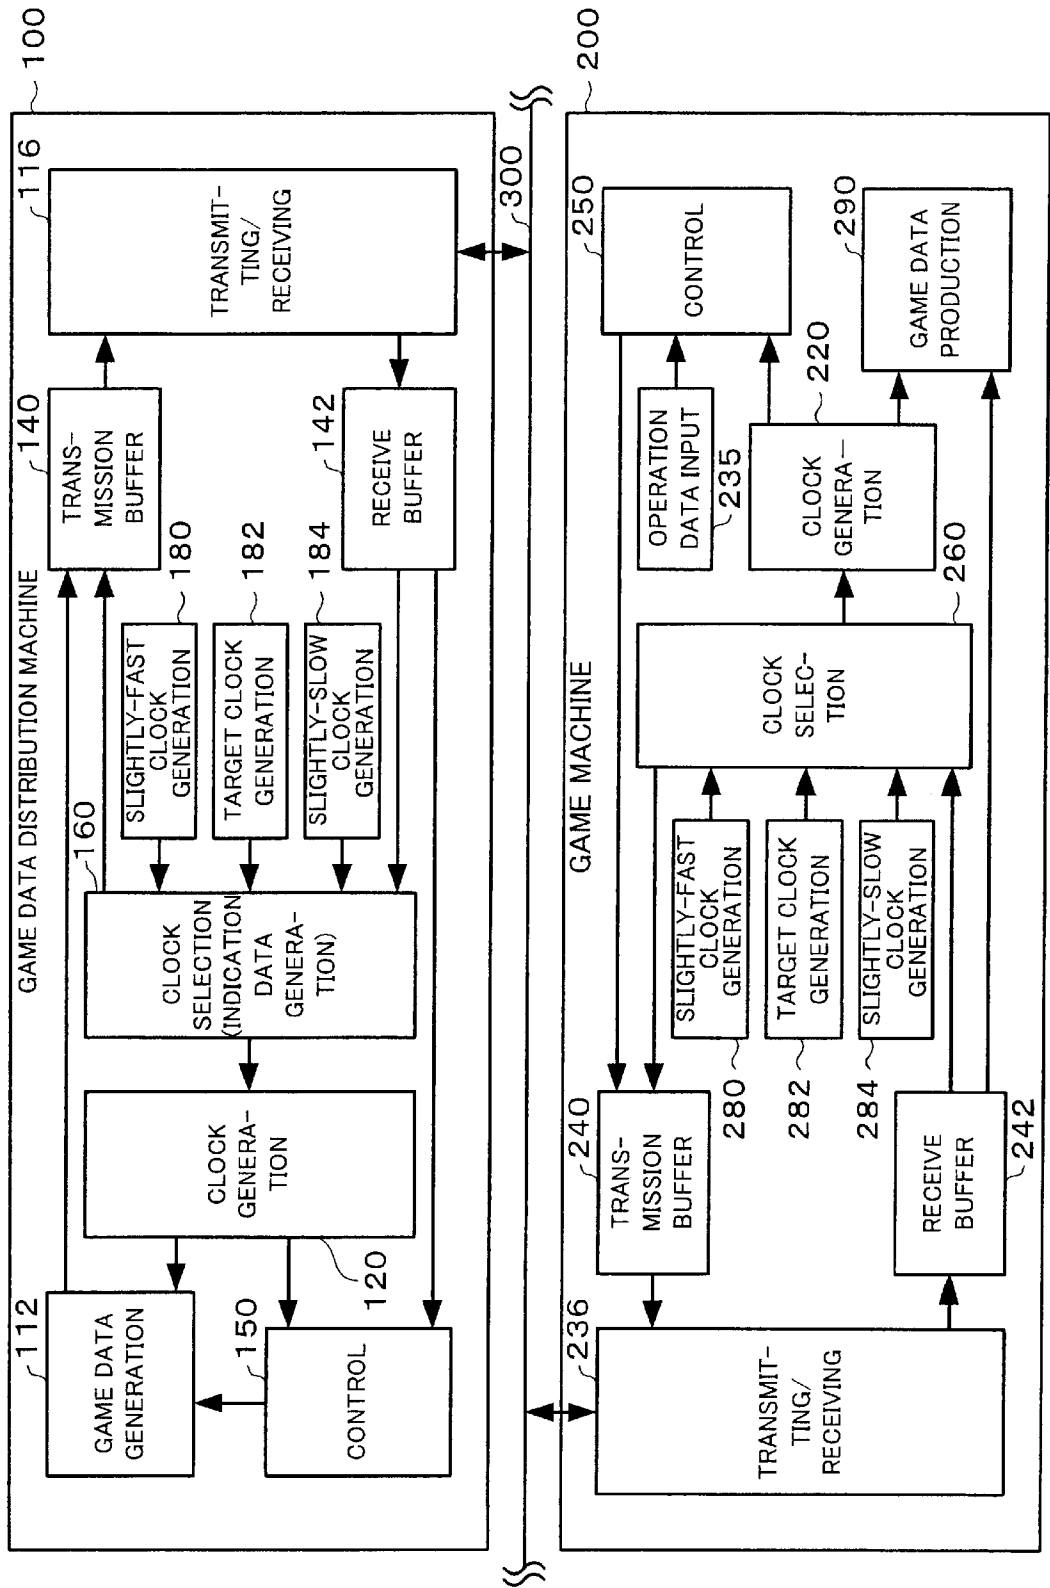 100
GAME DATA DISTRIBUTION MACHINE
112
GAME DATA
GENERATION
150
CONTROL
120
CLOCK
GENERA-
TION
160
CLOCK
SELECTION
(INDICATION
DATA
GENERA-
TION)
180
SLIGHTLY-FAST
CLOCK
GENERATION
182
TARGET CLOCK
GENERATION
184
SLIGHTLY-SLOW
CLOCK
GENERATION
140
TRANS-
MISSION
BUFFER
142
RECEIVE
BUFFER
116
TRANSMIT-
TING/
RECEIVING
300
200
GAME MACHINE
236
TRANSMIT-
TING/
RECEIVING
240
TRANS-
MISSION
BUFFER
242
RECEIVE
BUFFER
280
SLIGHTLY-FAST
CLOCK
GENERATION
282
TARGET CLOCK
GENERATION
284
SLIGHTLY-SLOW
CLOCK
GENERATION
260
CLOCK
SELEC-
TION
235
OPERATION
DATA INPUT
220
CLOCK
GENERA-
TION
250
CONTROL
290
GAME DATA
PRODUCTION